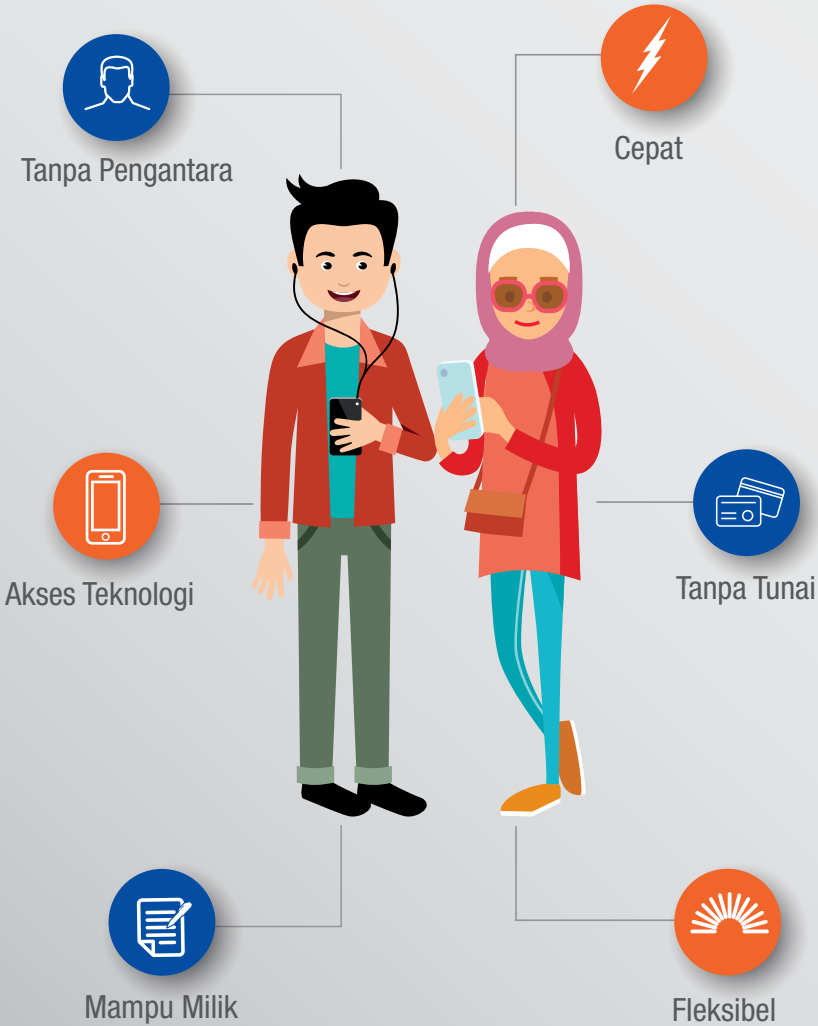 Tanpa Pengantara
Cepat
Akses Teknologi
Tanpa Tunai
Mampu Milik
Fleksibel